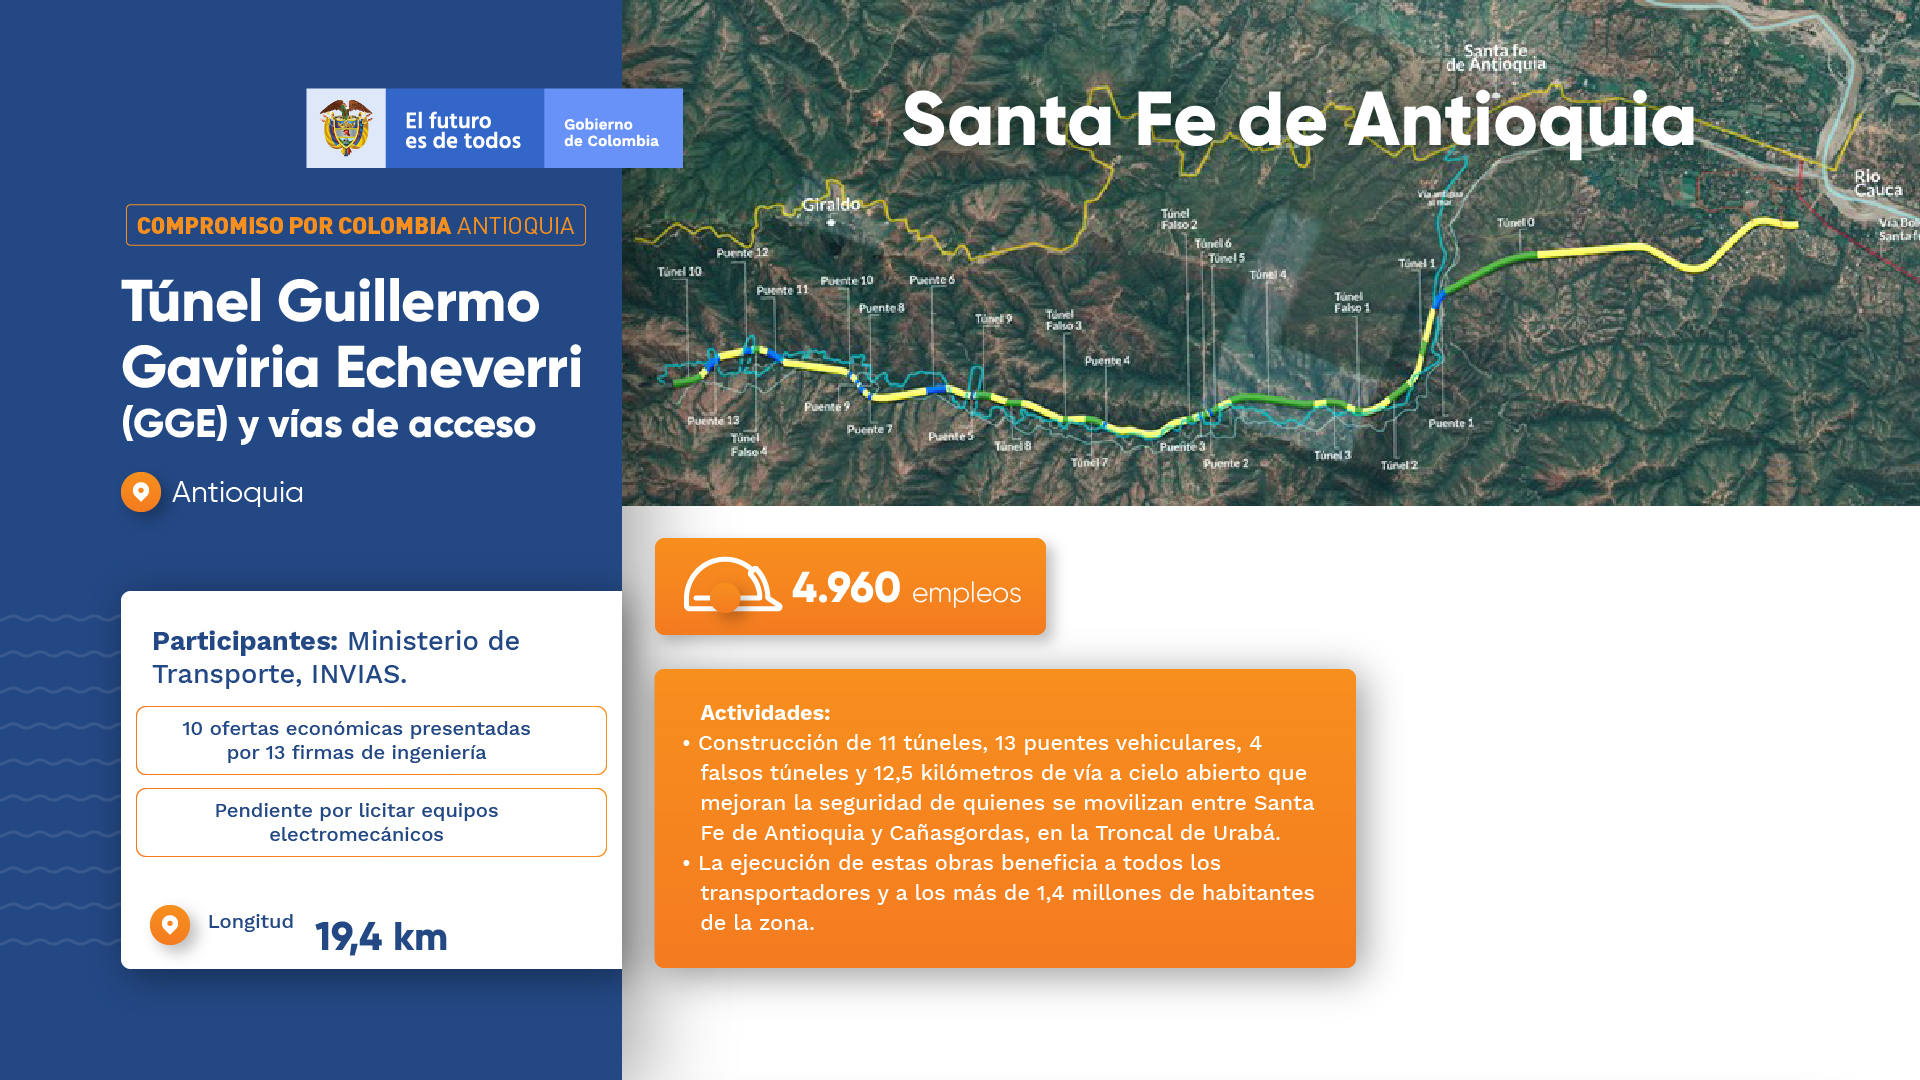 El futuro
es de todos
Gobierno
de Colombia
COMPROMISO POR COLOMBIA ANTIOQUIA
Túnel Guillermo
Gaviria Echeverri
(GGE) y vías de acceso
Antioquia
Participantes: Ministerio de
Transporte, INVIAS.
10 ofertas económicas presentadas
por 13 firmas de ingeniería
Pendiente por licitar equipos
electromecánicos
Longitud
19,4 km
Santa fe
de Antioquia
Santa Fe de Antioquia
Rio
Cauca
Giraldo
Vía antigua
al mar
Túnel 0
Túnel
Falso 2
Túnel 6
Túnel 5
Túnel 4
Túnel 1
Túnel 10
Puente 12
Puente 11
Puente 10
Puente 8
Puente 6
Túnel 9
Túnel
Falso 3
Puente 4
Túnel
Falso 1
Puente 13
Túnel
Falso 4
Puente 9
Puente 7
Puente 5
Túnel 8
Túnel 7
Puente 3
Puente 2
Túnel 3
Túnel 2
Puente 1
4.960 empleos
Actividades:
• Construcción de 11 túneles, 13 puentes vehiculares, 4
falsos túneles y 12,5 kilómetros de vía a cielo abierto que
mejoran la seguridad de quienes se movilizan entre Santa
Fe de Antioquia y Cañasgordas, en la Troncal de Urabá.
• La ejecución de estas obras beneficia a todos los
transportadores y a los más de 1,4 millones de habitantes
de la zona.